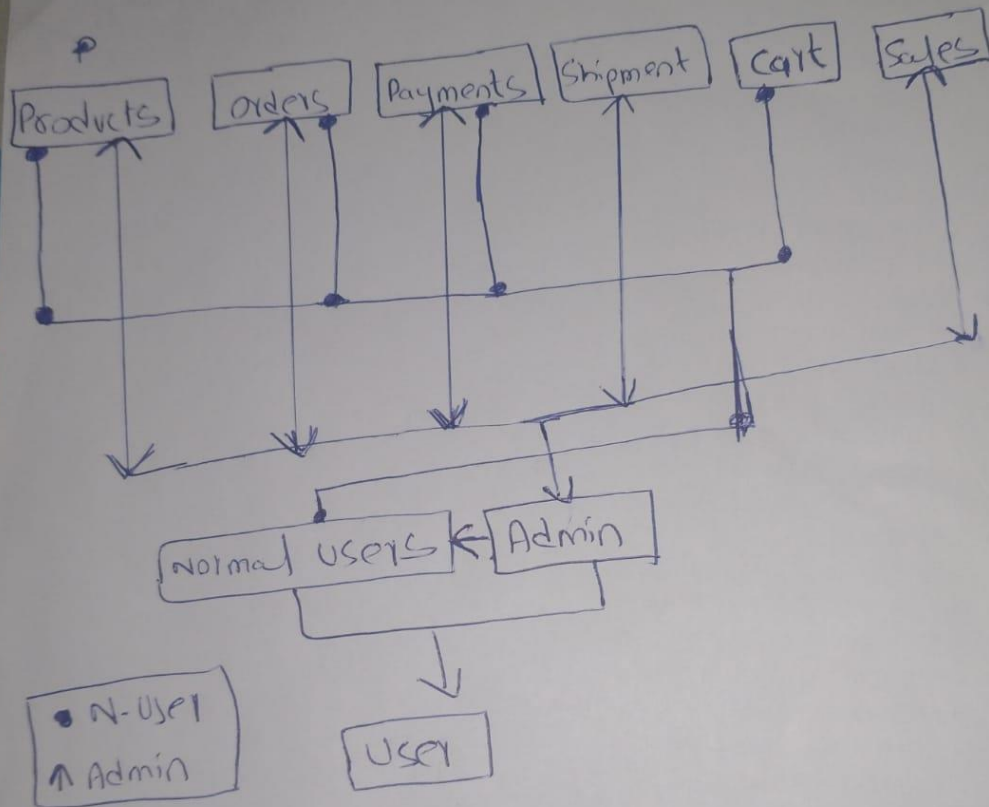 P
Products
orders
Payments
Shipment
Cart
Sales
Normal Users
Admin
N-User
Admin
User